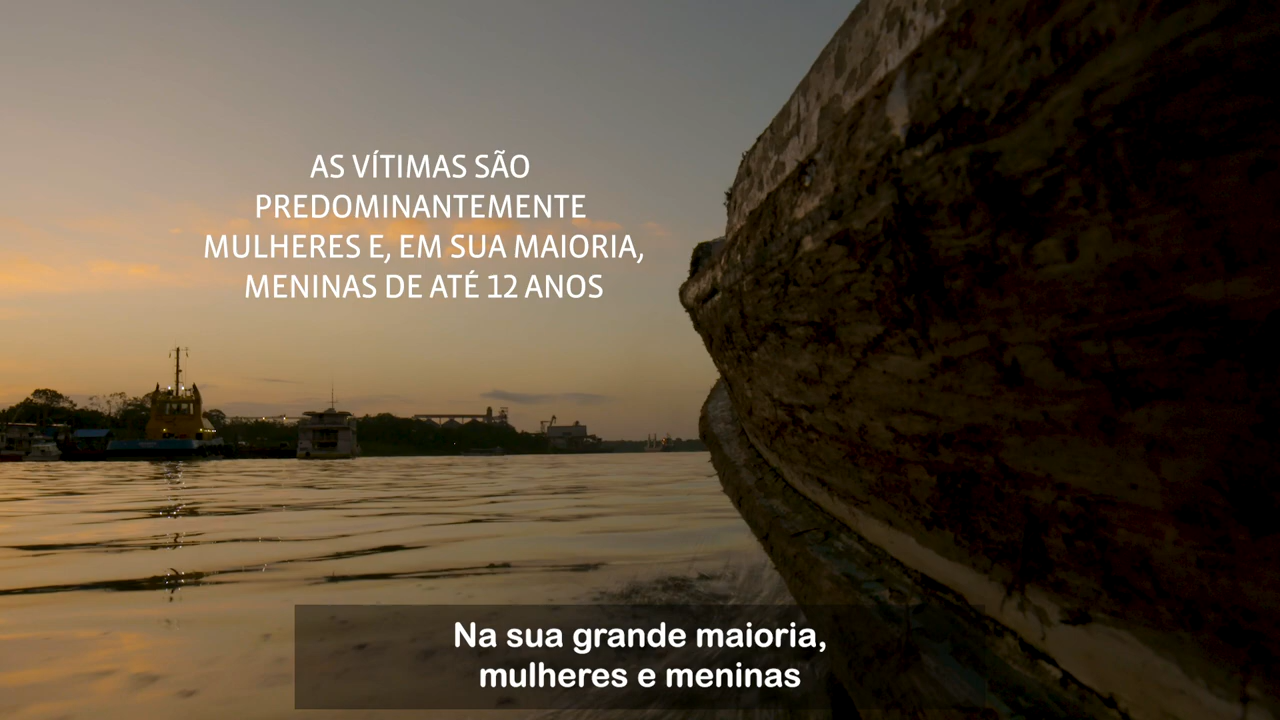 AS VÍTIMAS SÃO
PREDOMINANTEMENTE
MULHERES E, EM SUA MAIORIA,
MENINAS DE ATÉ 12 ANOS
Na sua grande maioria,
mulheres e meninas